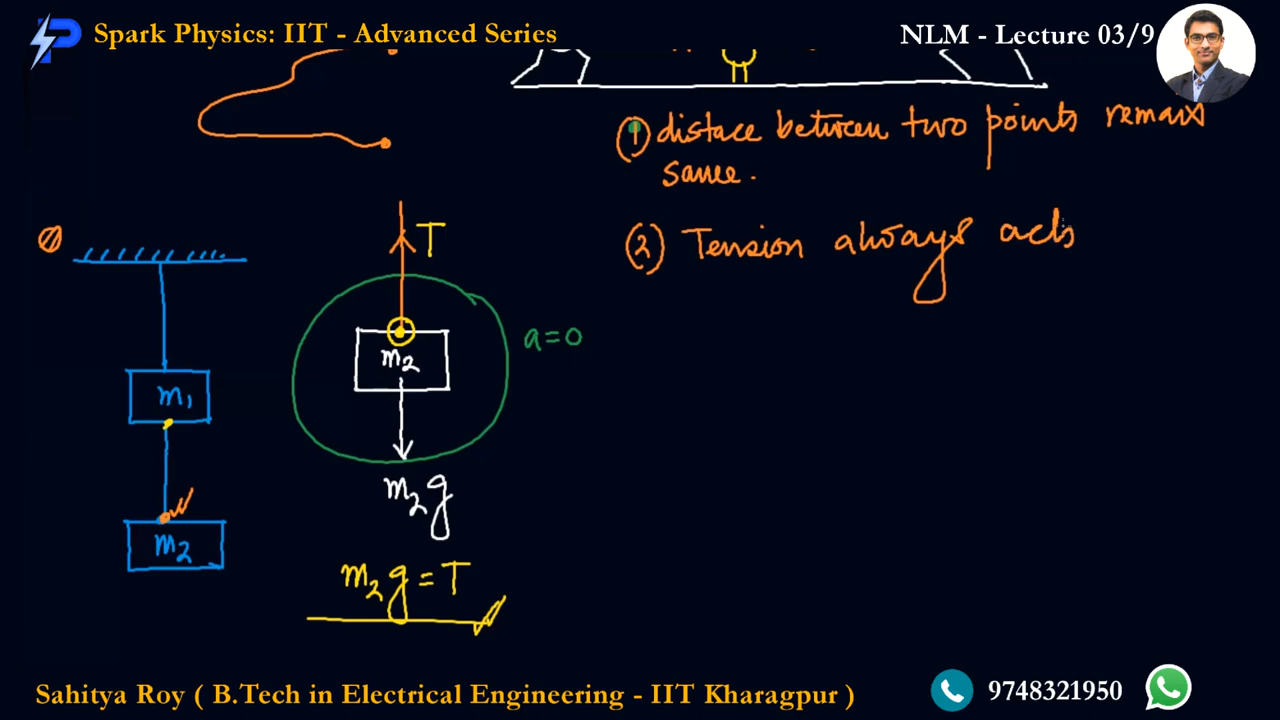 Spark Physics: IIT - Advanced Series
NLM - Lecture 03/9
① distace between two points remains
same.
② Tension always acts
T
m₂
a=0
m₁
m₂g
m₂
m₂g = T
Sahitya Roy ( B.Tech in Electrical Engineering - IIT Kharagpur )
9748321950